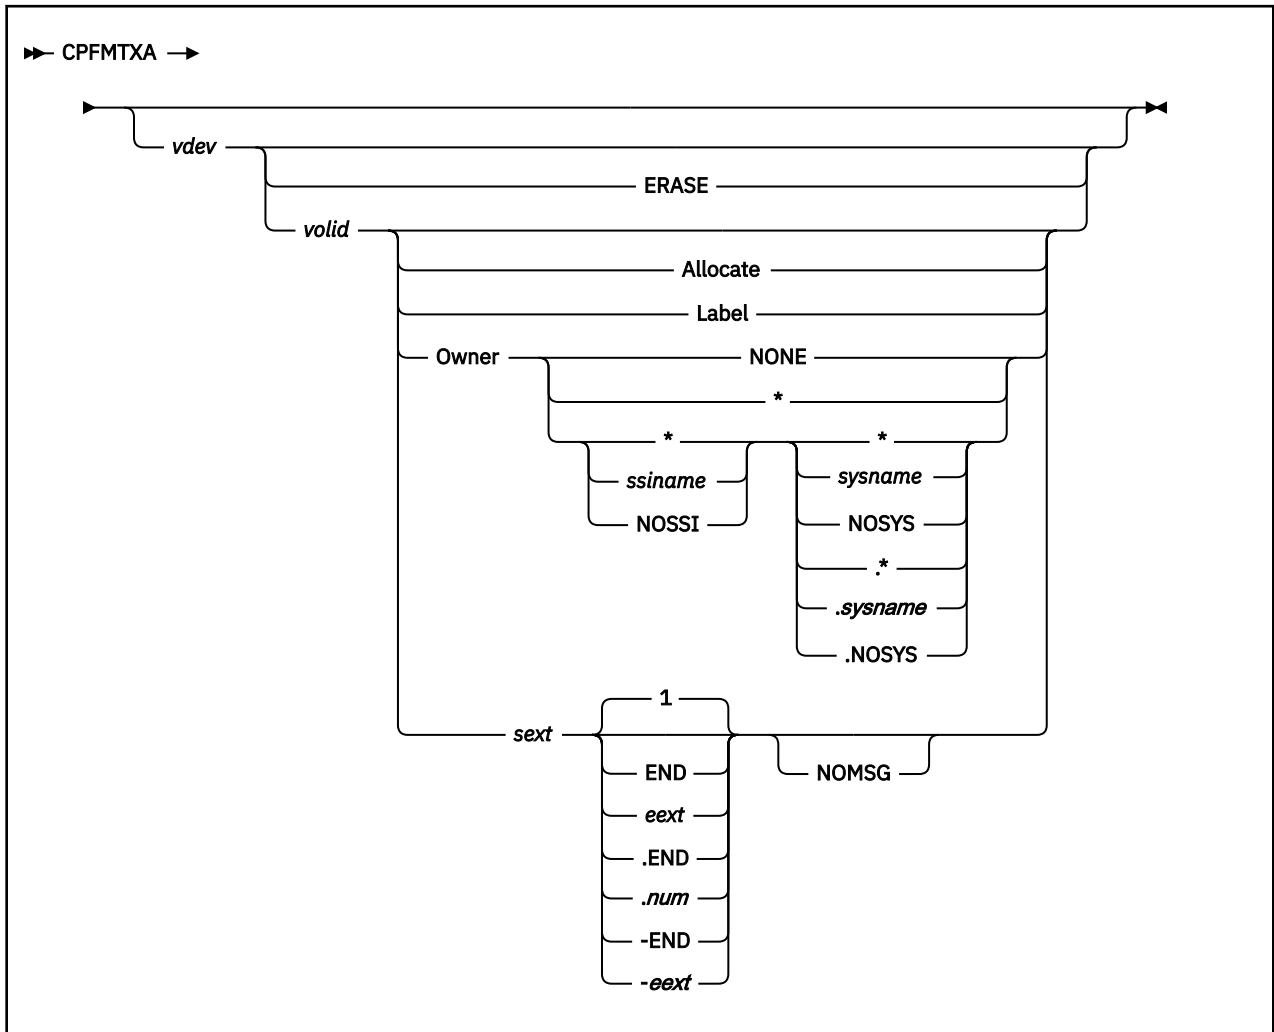 CPFMTXA
vdev
ERASE
volid
Allocate
Label
Owner NONE
*
* *
ssiname sysname
NOSSI NOSYS
.*
.sysname
.NOSYS
1
sext
END NOMSG
eext
.END
.num
-END
-eext